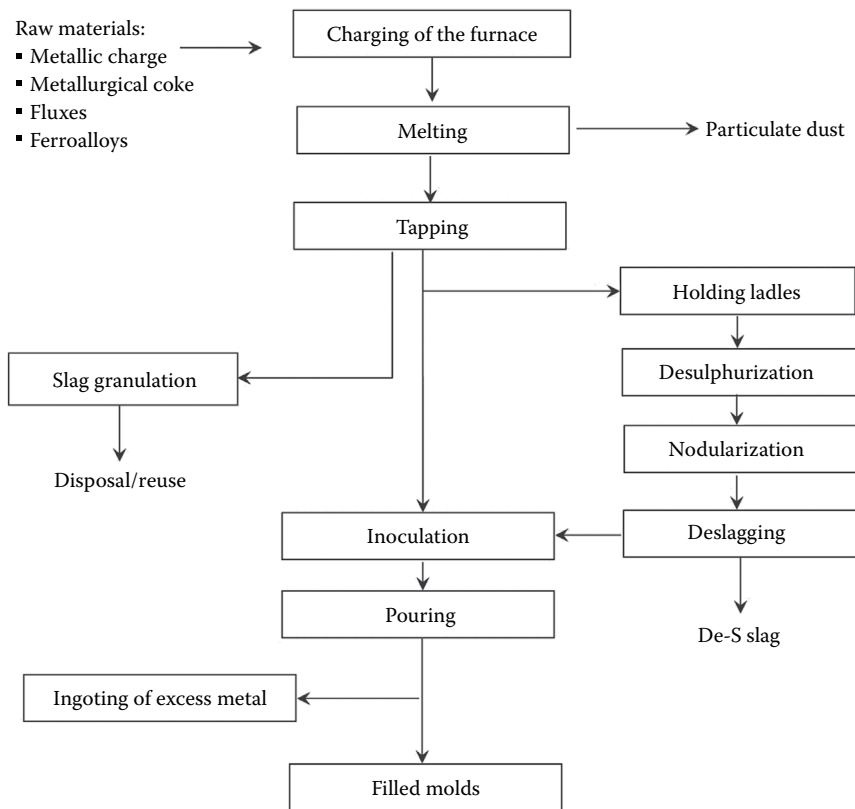 Raw materials:
▪ Metallic charge
▪ Metallurgical coke
▪ Fluxes
▪ Ferroalloys
Charging of the furnace
Melting
Particulate dust
Tapping
Holding ladles
Slag granulation
Desulphurization
Nodularization
Disposal/reuse
Inoculation
Deslagging
Pouring
De-S slag
Ingoting of excess metal
Filled molds